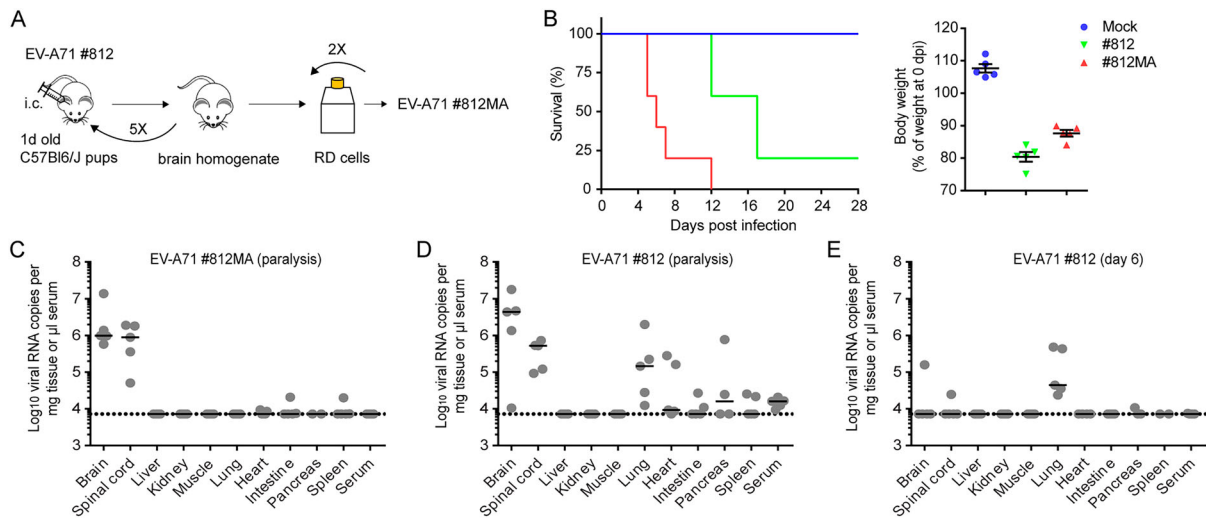 A
EV-A71 #812
i.c.
1d old
C57Bl6/J pups
5X
brain homogenate
2X
RD cells
EV-A71 #812MA
B
Survival (%)
100
75
50
25
0
0 4 8 12 16 20 24 28
Days post infection
Body weight
(% of weight at 0 dpi)
120
110
100
90
80
70
Mock
#812
#812MA
C
EV-A71 #812MA (paralysis)
Log10 viral RNA copies per
mg tissue or µl serum
8
7
6
5
4
3
Brain
Spinal cord
Liver
Kidney
Muscle
Lung
Heart
Intestine
Pancreas
Spleen
Serum
D
EV-A71 #812 (paralysis)
Log10 viral RNA copies per
mg tissue or µl serum
8
7
6
5
4
3
Brain
Spinal cord
Liver
Kidney
Muscle
Lung
Heart
Intestine
Pancreas
Spleen
Serum
E
EV-A71 #812 (day 6)
Log10 viral RNA copies per
mg tissue or µl serum
8
7
6
5
4
3
Brain
Spinal cord
Liver
Kidney
Muscle
Lung
Heart
Intestine
Pancreas
Spleen
Serum